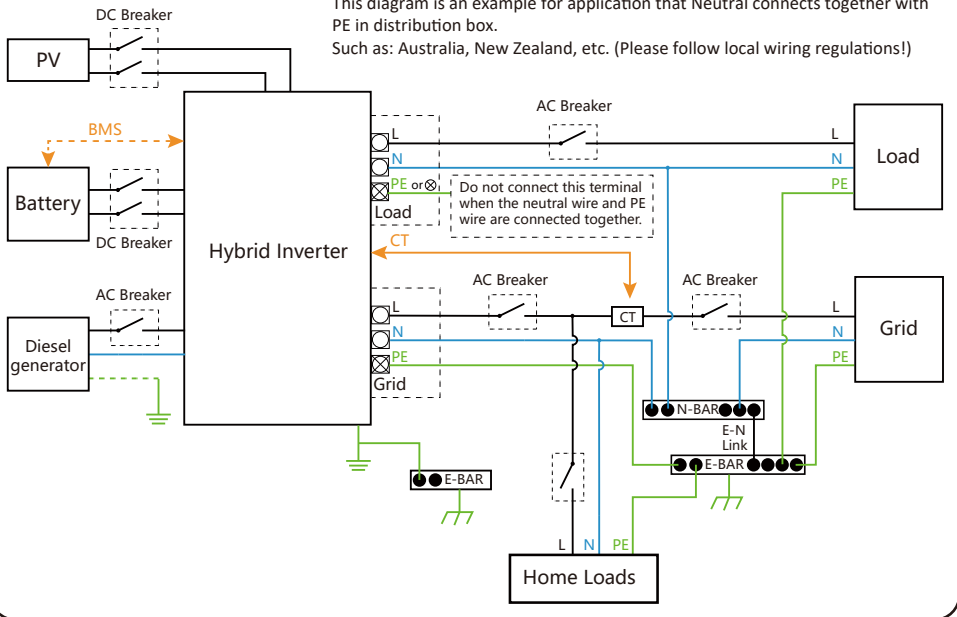 This diagram is an example for application that Neutral connects together with
PE in distribution box.
Such as: Australia, New Zealand, etc. (Please follow local wiring regulations!)
DC Breaker
PV
BMS
Battery
DC Breaker
AC Breaker
Diesel
generator
Hybrid Inverter
L
N
PE or
Load
Do not connect this terminal
when the neutral wire and PE
wire are connected together.
CT
AC Breaker
L
N
PE
Load
L
N
PE
Grid
AC Breaker
CT
AC Breaker
L
N
PE
Grid
N-BAR
E-N
Link
E-BAR
E-BAR
L N PE
Home Loads